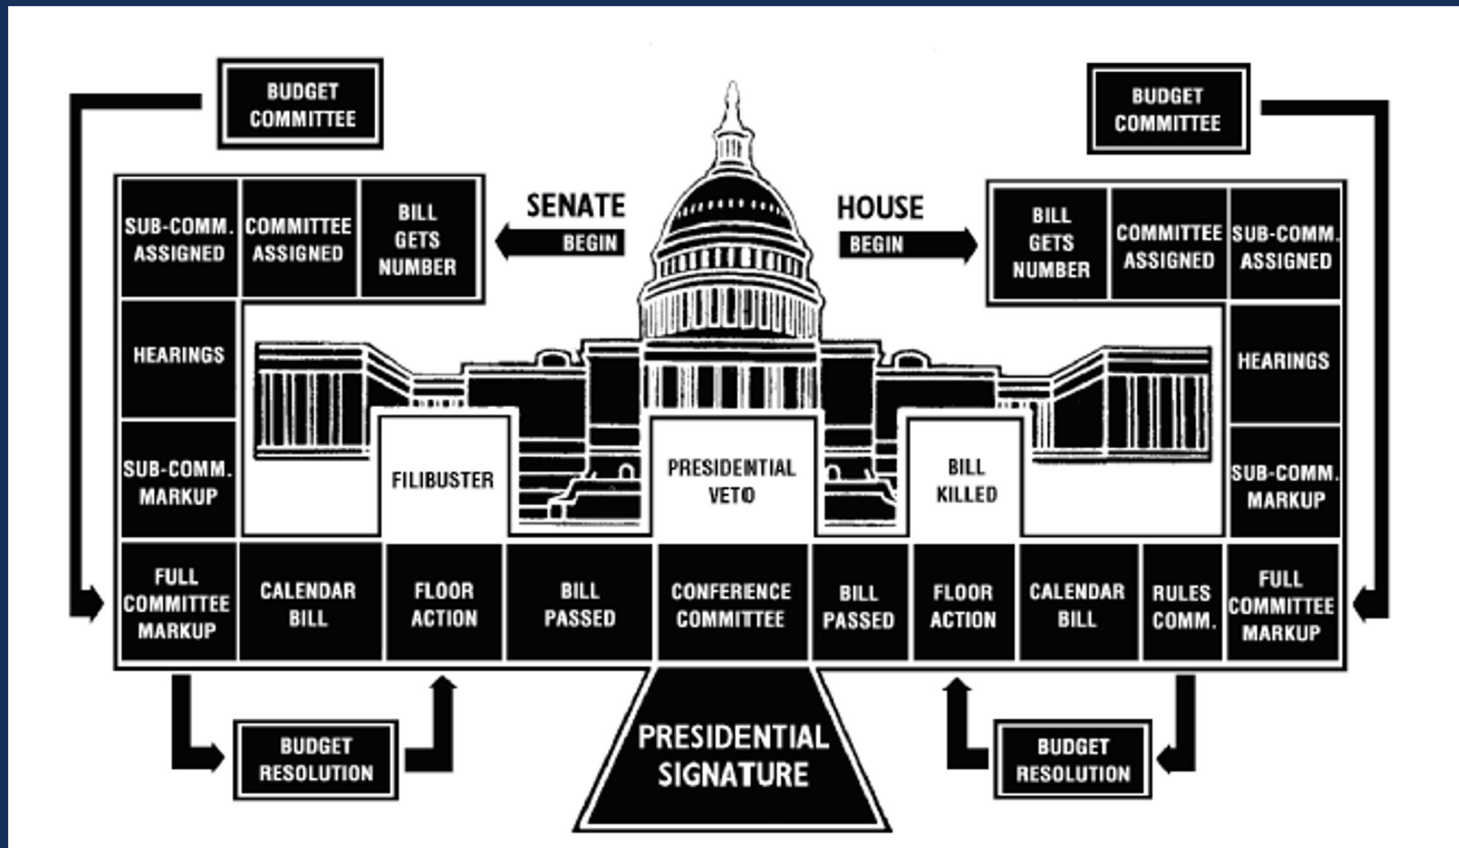 BUDGET
COMMITTEE
BUDGET
COMMITTEE
SENATE
BEGIN
HOUSE
BEGIN
SUB-COMM.
ASSIGNED
COMMITTEE
ASSIGNED
BILL
GETS
NUMBER
BILL
GETS
NUMBER
COMMITTEE
ASSIGNED
SUB-COMM.
ASSIGNED
HEARINGS
HEARINGS
SUB-COMM.
MARKUP
FILIBUSTER
PRESIDENTIAL
VETO
BILL
KILLED
SUB-COMM.
MARKUP
FULL
COMMITTEE
MARKUP
CALENDAR
BILL
FLOOR
ACTION
BILL
PASSED
CONFERENCE
COMMITTEE
BILL
PASSED
FLOOR
ACTION
CALENDAR
BILL
RULES
COMM.
FULL
COMMITTEE
MARKUP
BUDGET
RESOLUTION
PRESIDENTIAL
SIGNATURE
BUDGET
RESOLUTION